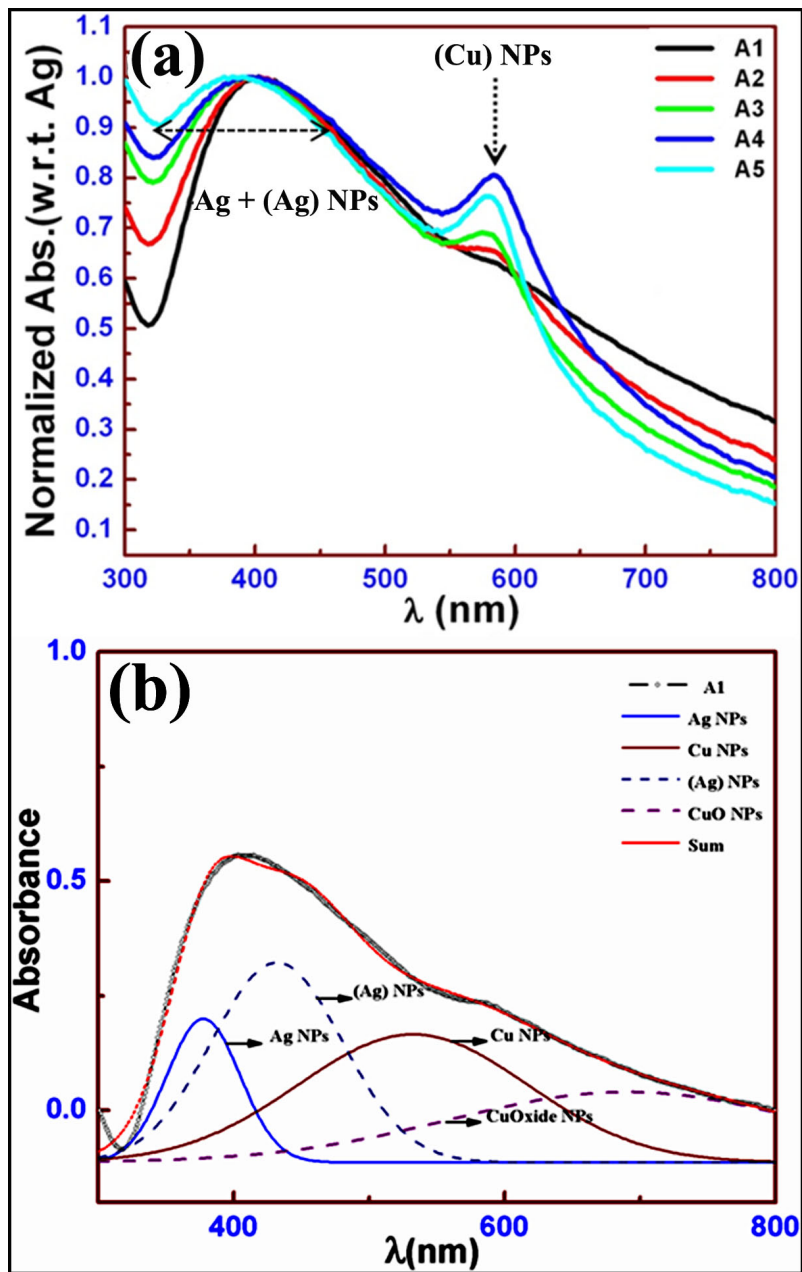 (a)
1.1
1.0
0.9
0.8
0.7
0.6
0.5
0.4
0.3
0.2
0.1
Normalized Abs.(w.r.t. Ag)
(Cu) NPs
Ag + (Ag) NPs
A1
A2
A3
A4
A5
300 400 500 600 700 800
λ (nm)
(b)
1.0
0.5
0.0
Absorbance
A1
Ag NPs
Cu NPs
(Ag) NPs
CuO NPs
Sum
(Ag) NPs
Ag NPs
Cu NPs
CuOxide NPs
400 600 800
λ(nm)